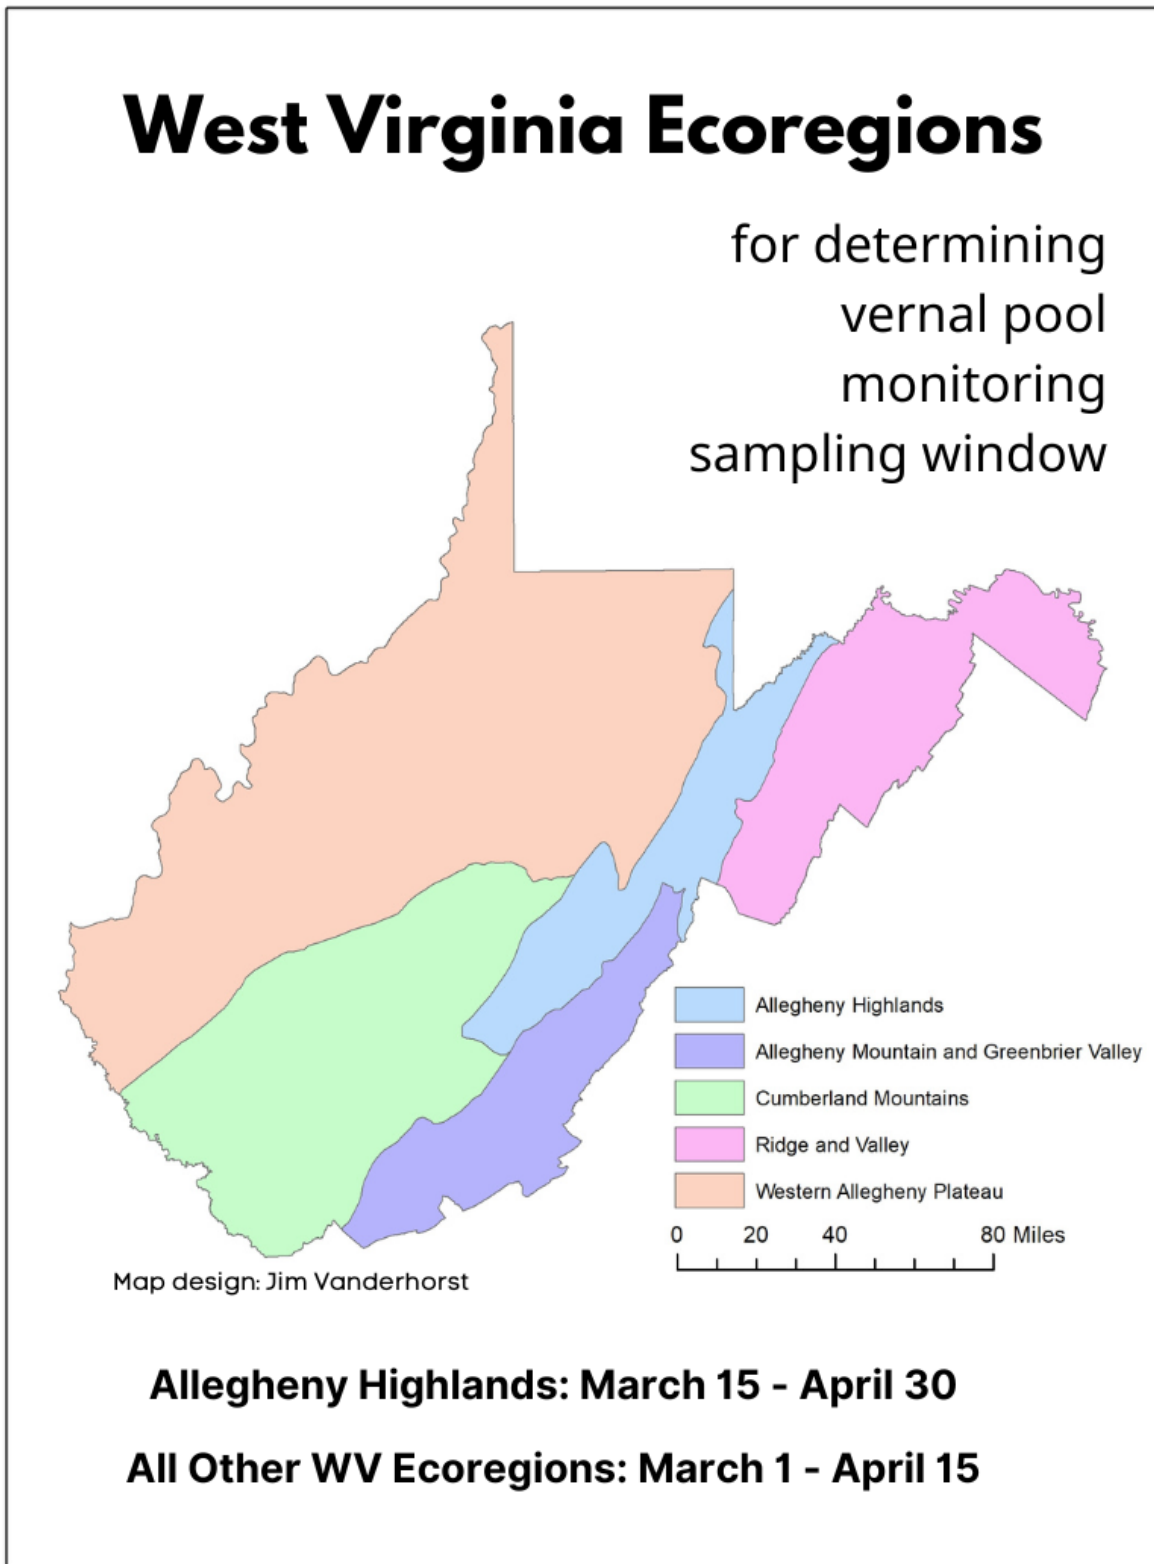 West Virginia Ecoregions
for determining
vernal pool
monitoring
sampling window
Allegheny Highlands
Allegheny Mountain and Greenbrier Valley
Cumberland Mountains
Ridge and Valley
Western Allegheny Plateau
0 20 40 80 Miles
Map design: Jim Vanderhorst
Allegheny Highlands: March 15 - April 30
All Other WV Ecoregions: March 1 - April 15